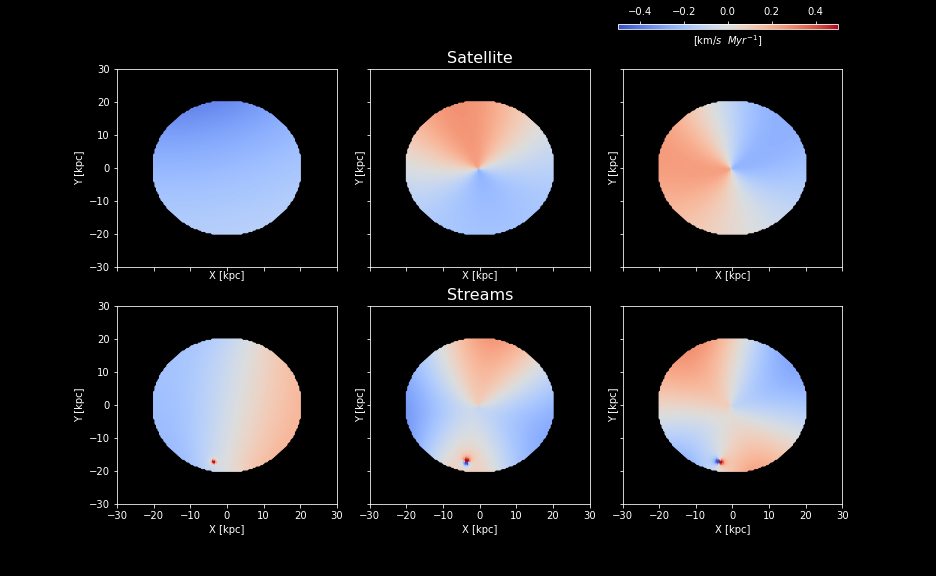 −0.4 −0.2 0.0 0.2 0.4
[km/s Myr⁻¹]
Satellite
30
20
10
0
−10
−20
−30
Y [kpc]
Y [kpc]
Y [kpc]
X [kpc]
X [kpc]
X [kpc]
Streams
30
20
10
0
−10
−20
−30
Y [kpc]
Y [kpc]
Y [kpc]
−30 −20 −10 0 10 20 30
−30 −20 −10 0 10 20 30
−30 −20 −10 0 10 20 30
X [kpc]
X [kpc]
X [kpc]